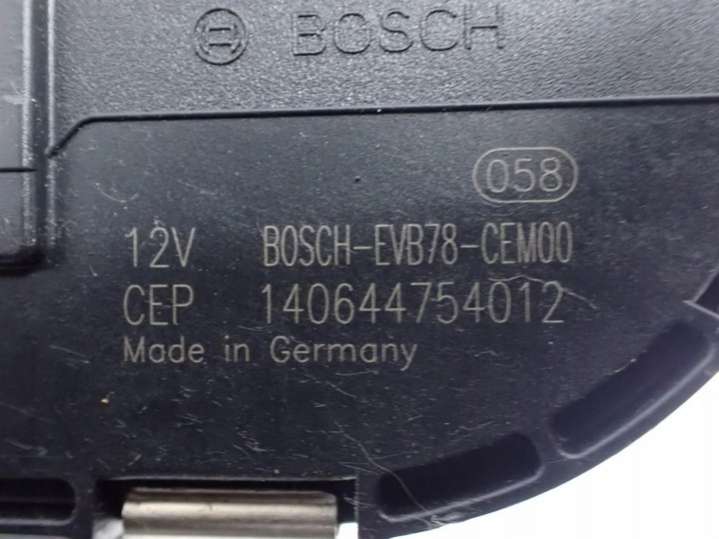 BOSCH
058
12V BOSCH-EVB78-CEM00
CEP 140644754012
Made in Germany